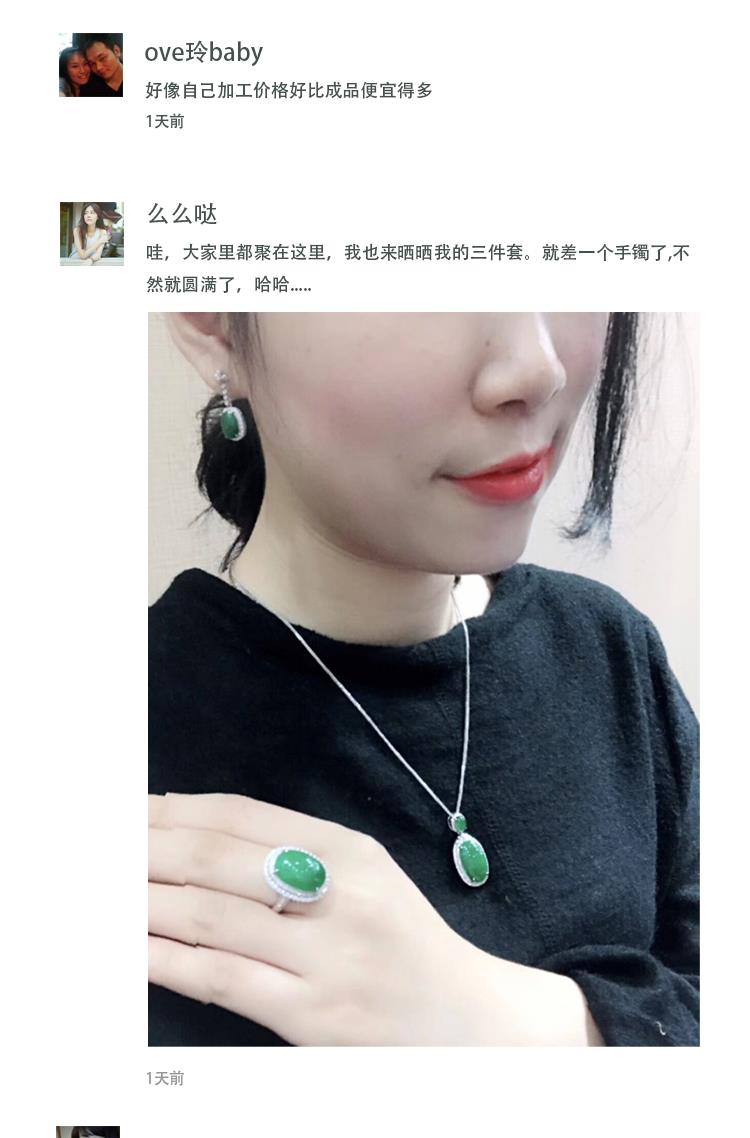 ove玲baby
好像自己加工价格好比成品便宜得多
1天前
么么哒
哇，大家里都聚在这里，我也来晒晒我的三件套。就差一个手镯了,不
然就圆满了，哈哈.....
1天前